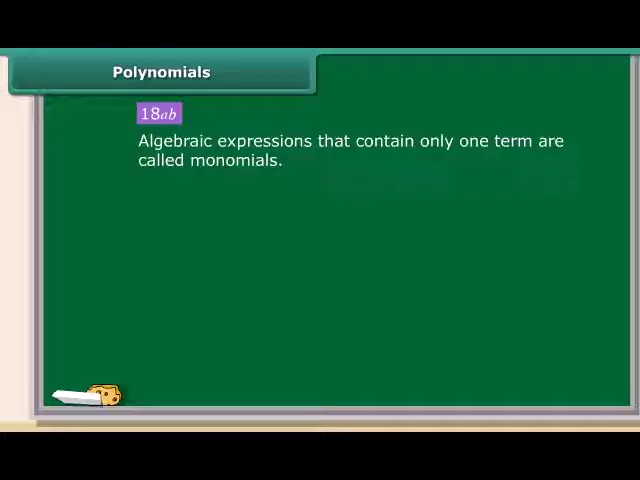 Polynomials
18ab
Algebraic expressions that contain only one term are
called monomials.